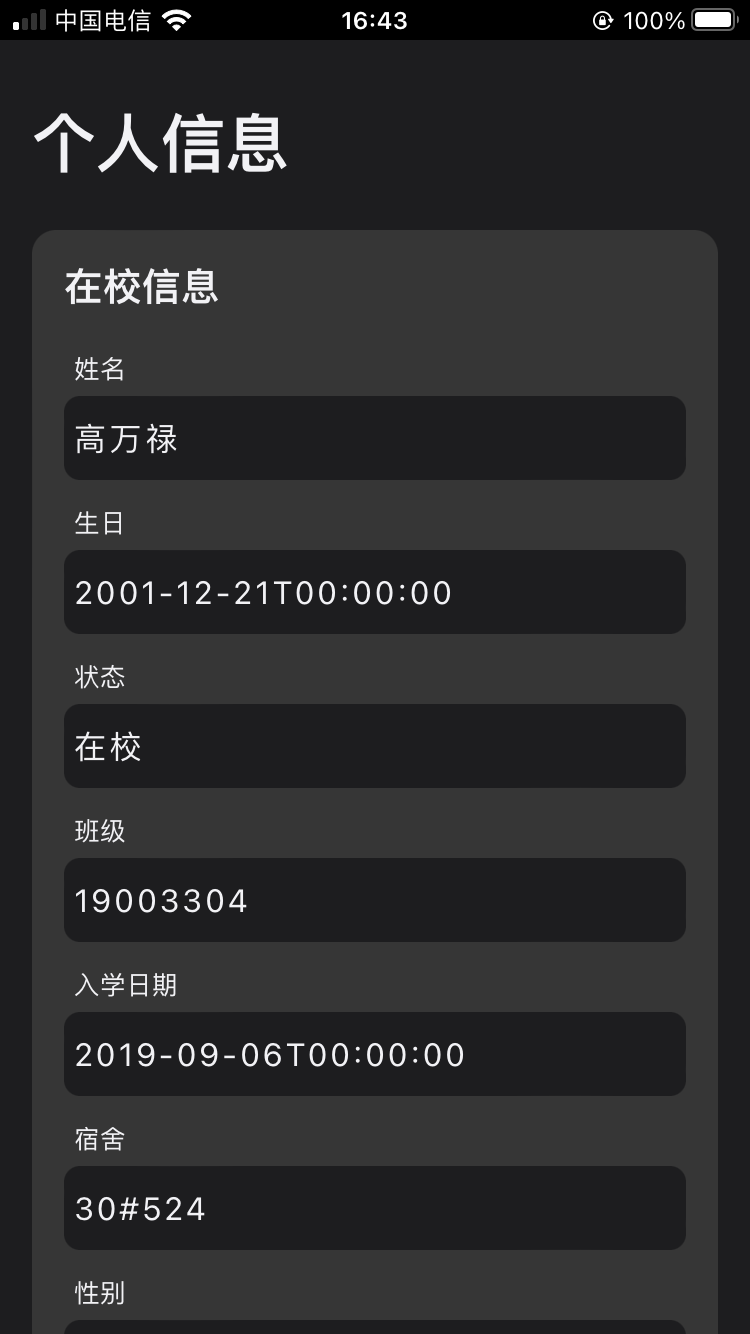 中国电信 16:43 100%
个人信息
在校信息
姓名
高万禄
生日
2001-12-21T00:00:00
状态
在校
班级
19003304
入学日期
2019-09-06T00:00:00
宿舍
30#524
性别